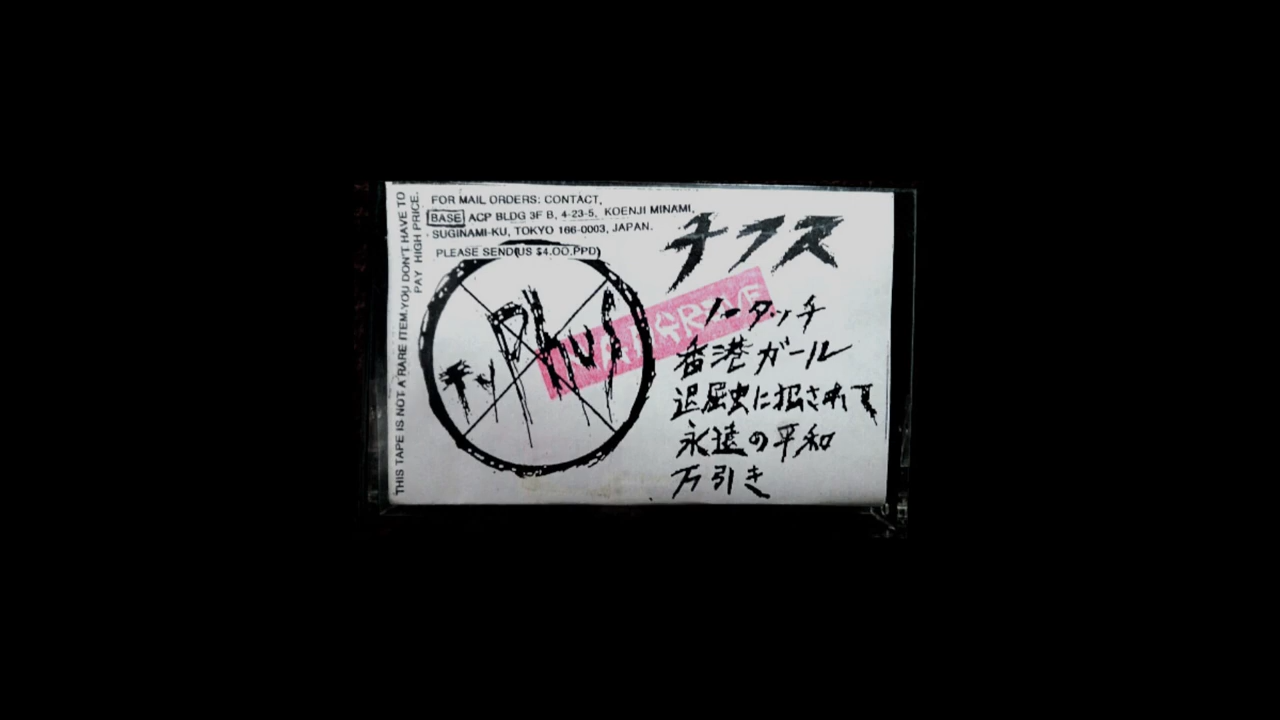 THIS TAPE IS NOT A RARE ITEM.YOU DON'T HAVE TO
PAY HIGH PRICE.
FOR MAIL ORDERS: CONTACT,
BASE ACP BLDG 3F B, 4-23-5, KOENJI MINAMI,
SUGINAMI-KU, TOKYO 166-0003, JAPAN.
PLEASE SEND(US $4.00.PPD)
TyPhUS
チフス
ノータッチ
香港ガール
退屈虫に犯されて
永遠の平和
万引き